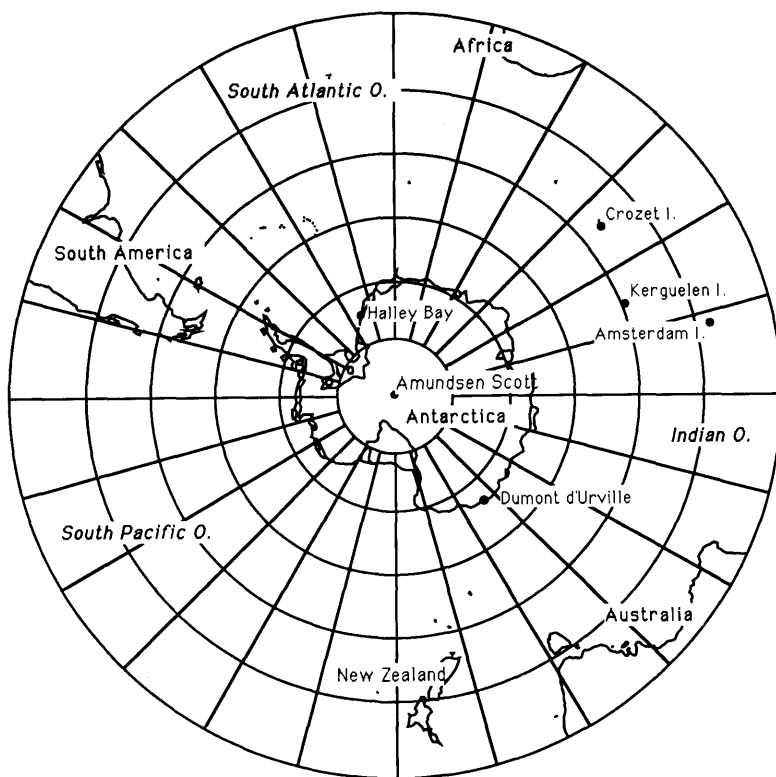 Africa
South Atlantic O.
Crozet I.
South America
Kerguelen I.
Halley Bay
Amsterdam I.
Amundsen Scott
Antarctica
Indian O.
Dumont d'Urville
South Pacific O.
Australia
New Zealand